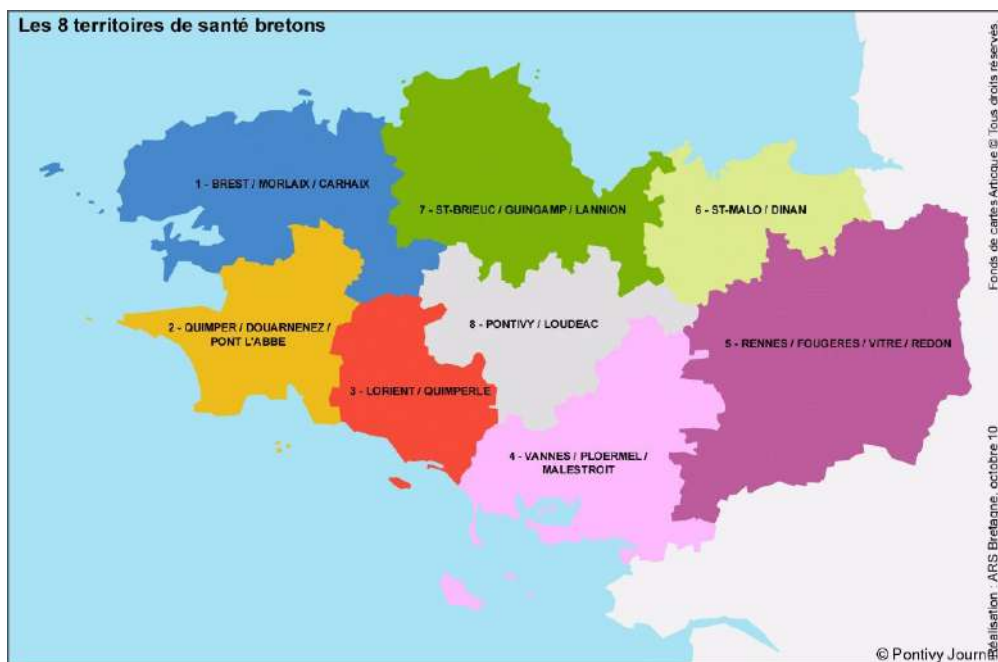 Les 8 territoires de santé bretons
1 - BREST / MORLAIX / CARHAIX
7 - ST-BRIEUC / GUINGAMP / LANNION
6 - ST-MALO / DINAN
2 - QUIMPER / DOUARNENEZ /
PONT L'ABBE
8 - PONTIVY / LOUDEAC
5 - RENNES / FOUGERES / VITRE / REDON
3 - LORIENT / QUIMPERLE
4 - VANNES / PLOERMEL /
MALESTROIT
Fonds de cartes Articque © Tous droits réservés
Réalisation : ARS Bretagne, octobre 10
© Pontivy Journ